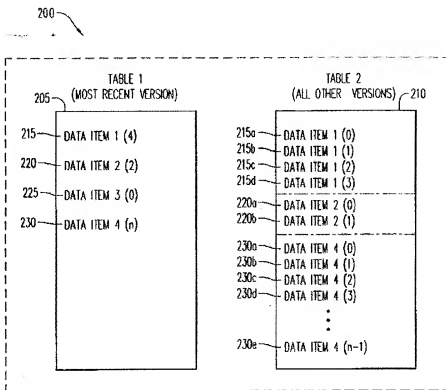 200
TABLE 1
(MOST RECENT VERSION)
205
215 DATA ITEM 1 (4)
220 DATA ITEM 2 (2)
225 DATA ITEM 3 (0)
230 DATA ITEM 4 (n)
TABLE 2
(ALL OTHER VERSIONS)
210
215a DATA ITEM 1 (0)
215b DATA ITEM 1 (1)
215c DATA ITEM 1 (2)
215d DATA ITEM 1 (3)
220a DATA ITEM 2 (0)
220b DATA ITEM 2 (1)
230a DATA ITEM 4 (0)
230b DATA ITEM 4 (1)
230c DATA ITEM 4 (2)
230d DATA ITEM 4 (3)
230e DATA ITEM 4 (n-1)